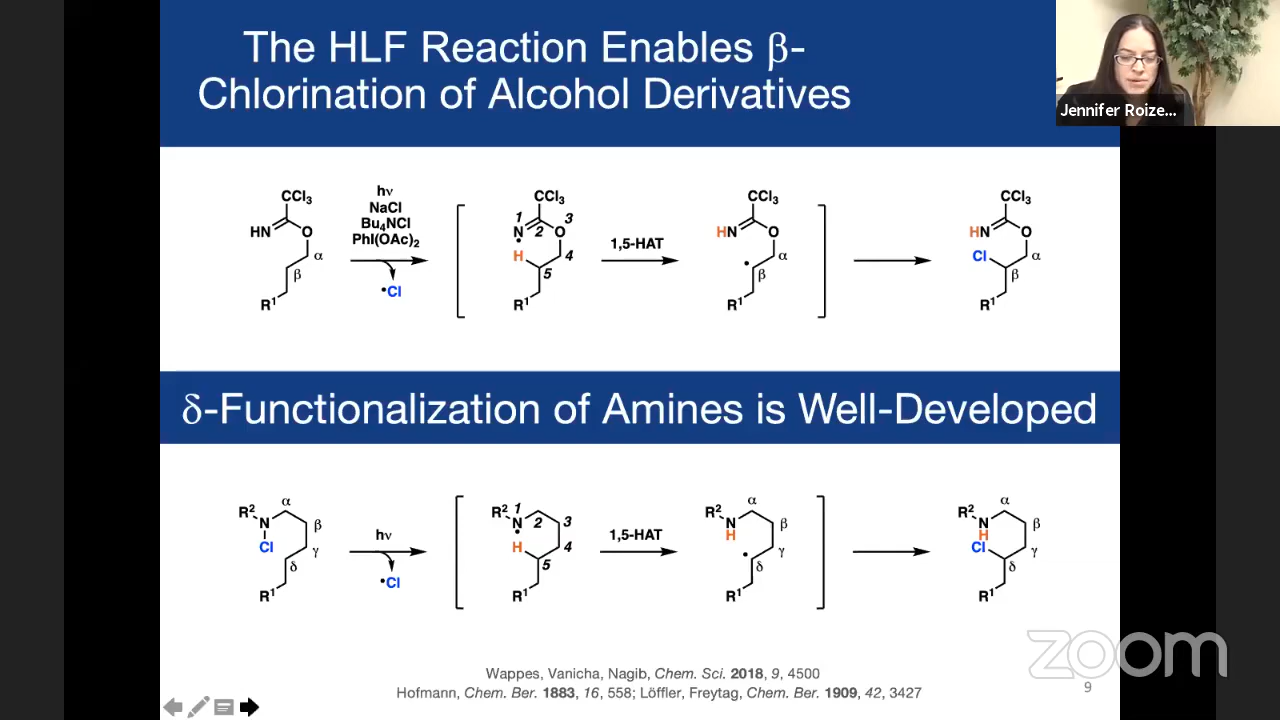 The HLF Reaction Enables β-
Chlorination of Alcohol Derivatives
Jennifer Roize...
CCl3
HN
O
α
β
R1
hν
NaCl
Bu4NCl
PhI(OAc)2
•Cl
CCl3
1
N
•
2
O
3
H
4
5
R1
1,5-HAT
CCl3
HN
O
•
α
β
R1
CCl3
HN
O
Cl
α
β
R1
δ-Functionalization of Amines is Well-Developed
R2
N
Cl
α
β
γ
δ
R1
hν
•Cl
R2
1
N
•
2
3
H
4
5
R1
1,5-HAT
R2
N
H
•
α
β
γ
δ
R1
R2
N
H
Cl
α
β
γ
δ
R1
Wappes, Vanicha, Nagib, Chem. Sci. 2018, 9, 4500
Hofmann, Chem. Ber. 1883, 16, 558; Löffler, Freytag, Chem. Ber. 1909, 42, 3427
zoom
9